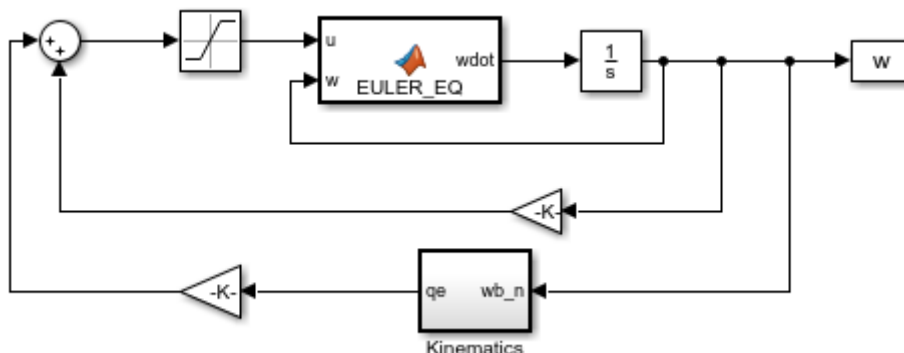 u
wdot
w
EULER_EQ
1
s
w
-K-
-K-
qe
wb_n
Kinematics